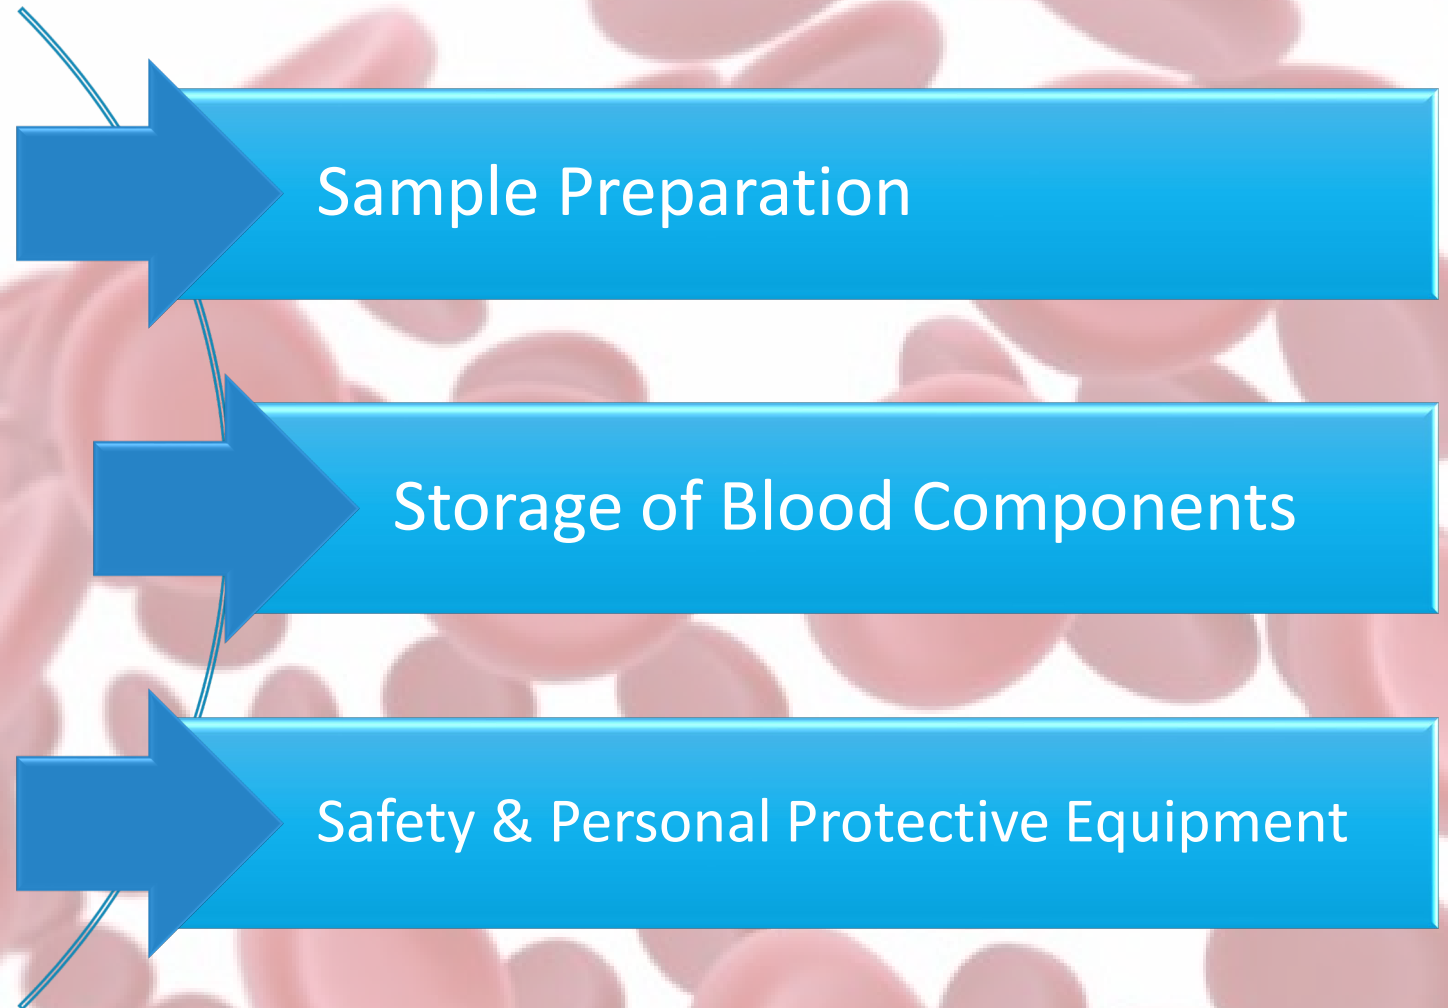 Sample Preparation
Storage of Blood Components
Safety & Personal Protective Equipment